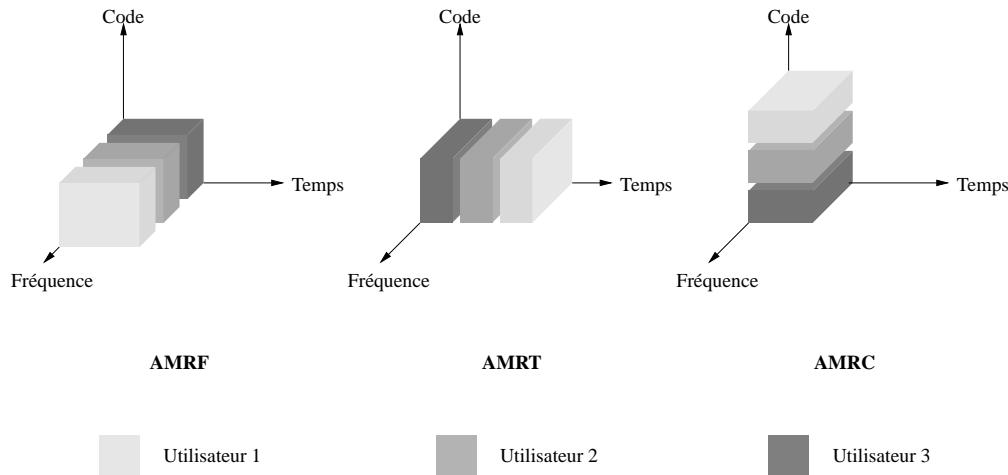 Code
Temps
Fréquence
AMRF
Code
Temps
Fréquence
AMRT
Code
Temps
Fréquence
AMRC
Utilisateur 1
Utilisateur 2
Utilisateur 3